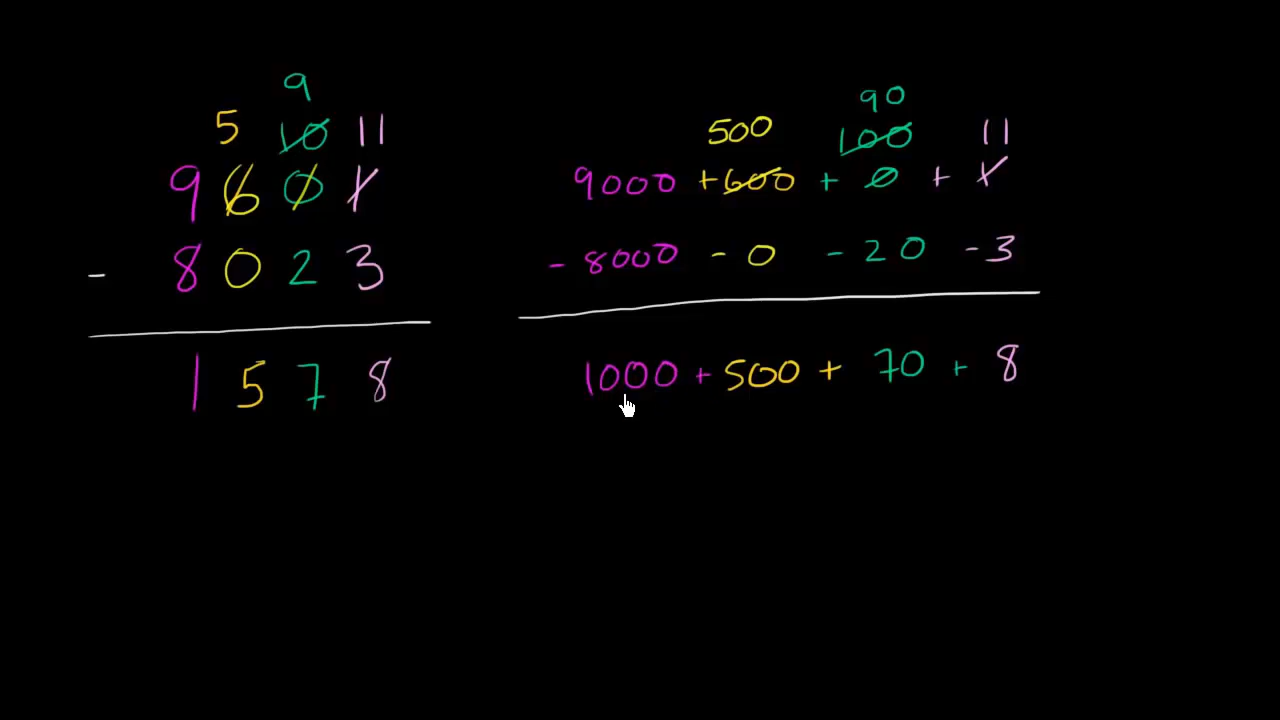 9
5 10 11
9 6 0 1
- 8 0 2 3
1 5 7 8
90
500 100 11
9000 + 600 + 0 + 1
- 8000 - 0 - 20 - 3
1000 + 500 + 70 + 8